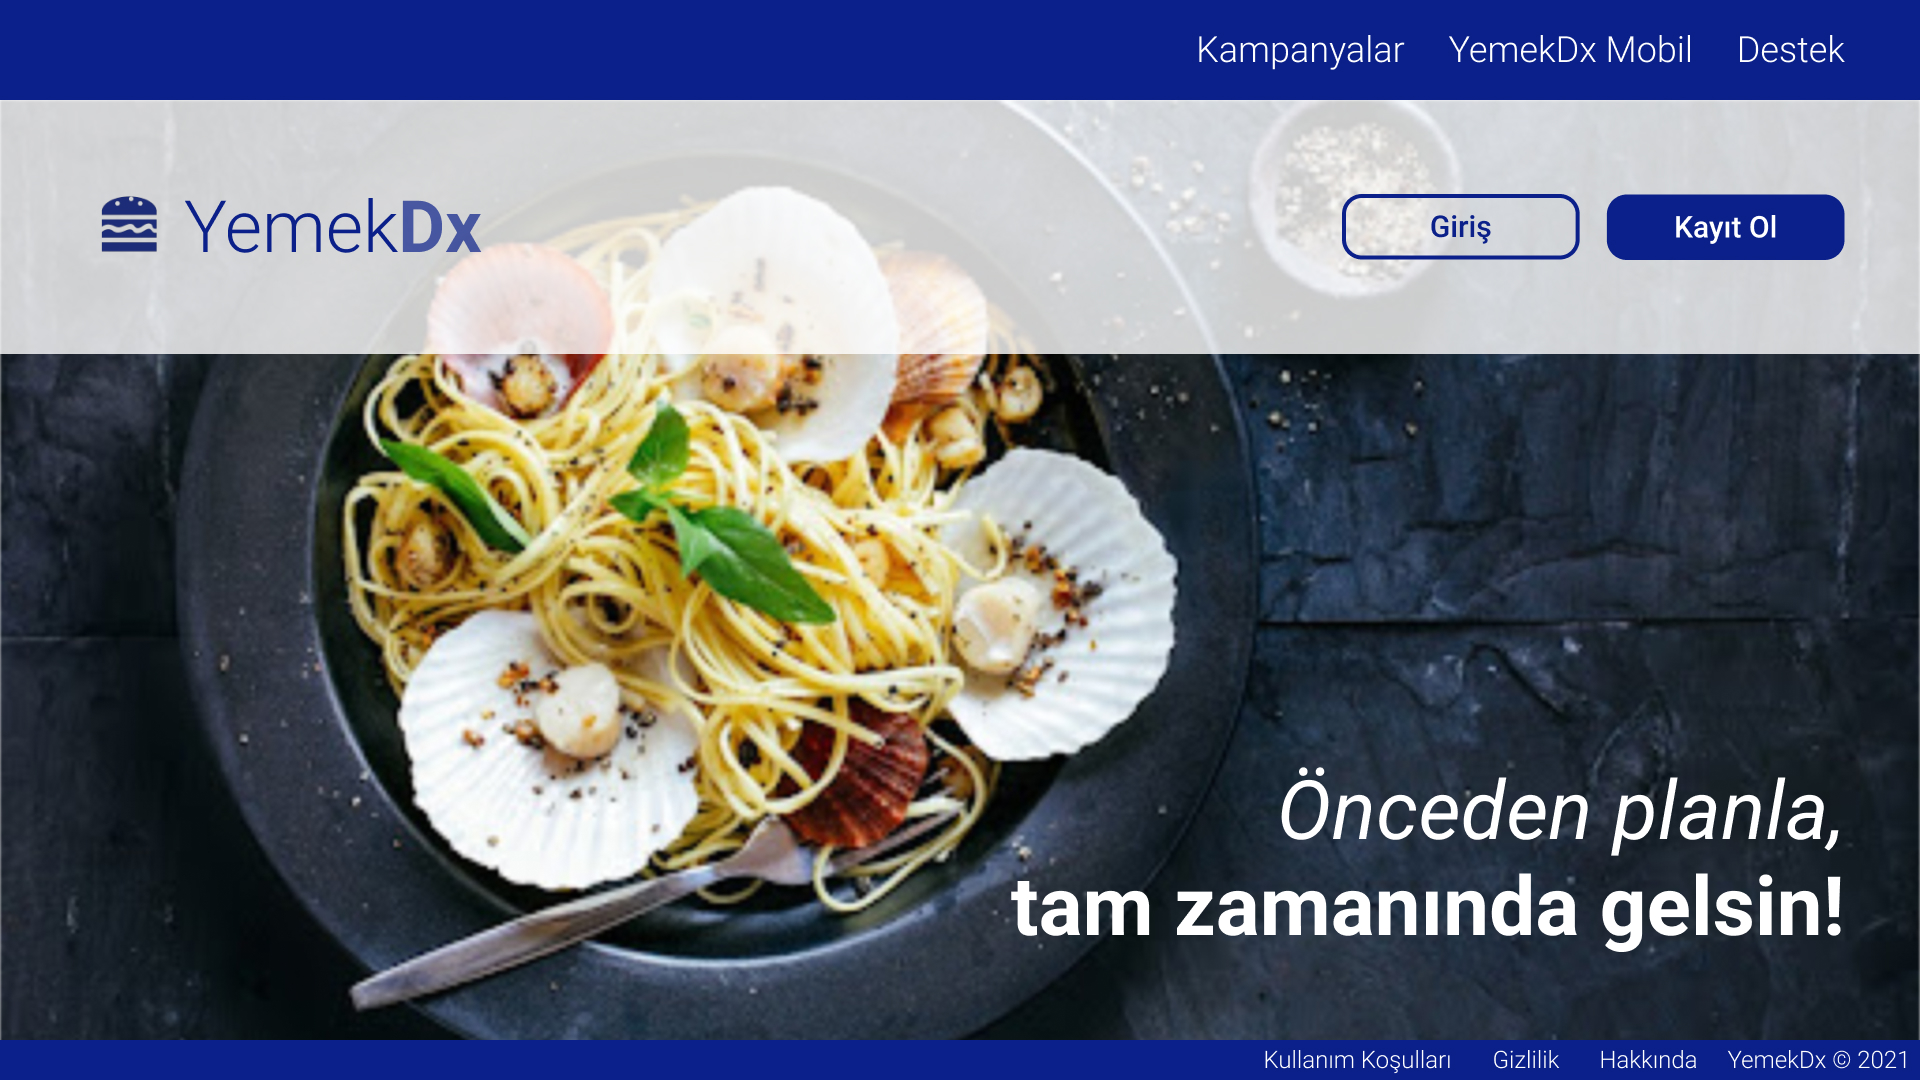 Kampanyalar YemekDx Mobil Destek
YemekDx
Giriş Kayıt Ol
Önceden planla,
tam zamanında gelsin!
Kullanım Koşulları Gizlilik Hakkında YemekDx © 2021